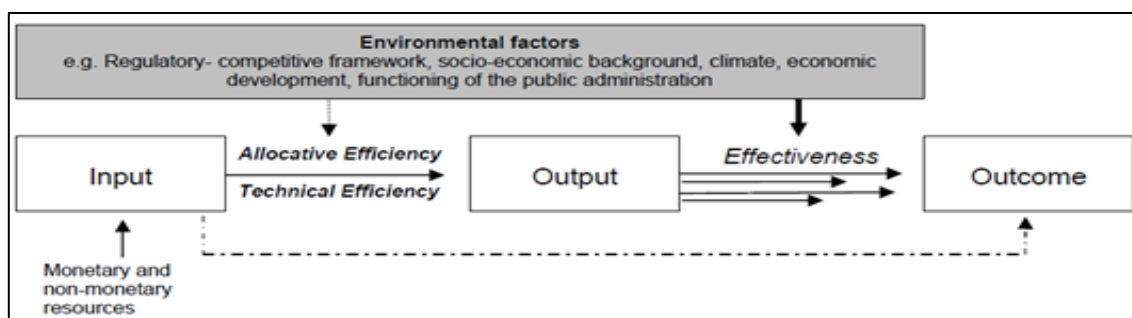 Environmental factors
e.g. Regulatory- competitive framework, socio-economic background, climate, economic
development, functioning of the public administration
Input
Allocative Efficiency
Technical Efficiency
Output
Effectiveness
Outcome
Monetary and
non-monetary
resources